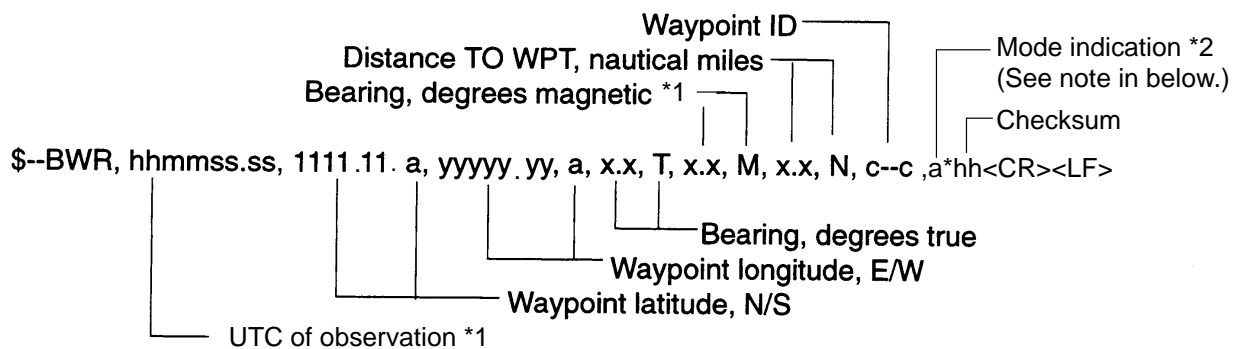 Waypoint ID
Mode indication *2
Distance TO WPT, nautical miles
(See note in below.)
Bearing, degrees magnetic *1
Checksum
$--BWR, hhmmss.ss, 1111.11. a, yyyyy.yy, a, x.x, T, x.x, M, x.x, N, c--c ,a*hh<CR><LF>
Bearing, degrees true
Waypoint longitude, E/W
Waypoint latitude, N/S
UTC of observation *1